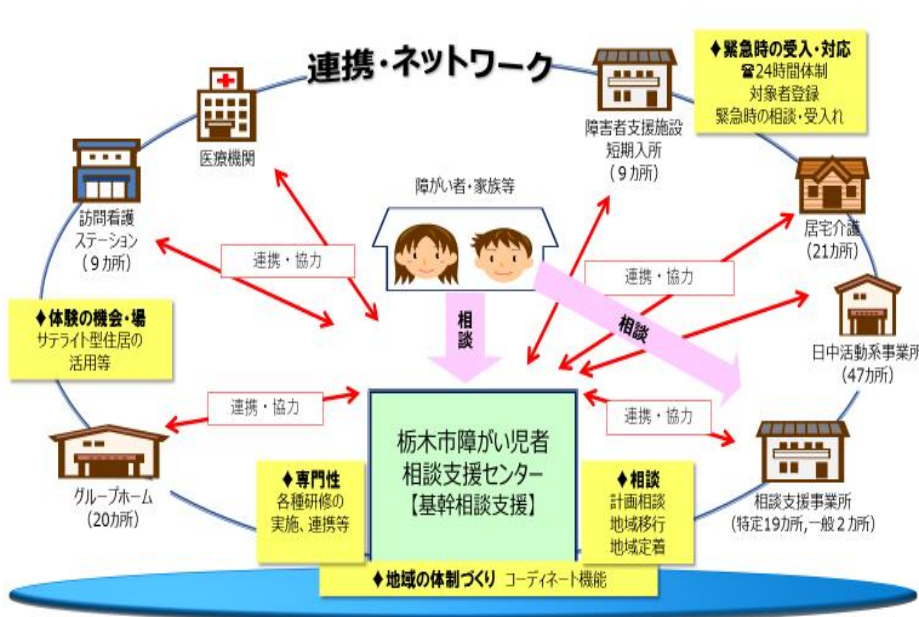 連携・ネットワーク
◆緊急時の受入・対応
☎24時間体制
対象者登録
緊急時の相談・受入れ
医療機関
障害者支援施設
短期入所
(9カ所)
訪問看護
ステーション
(9カ所)
障がい者・家族等
居宅介護
(21カ所)
連携・協力
連携・協力
◆体験の機会・場
サテライト型住居の
活用等
相談
相談
日中活動系事業所
(47カ所)
連携・協力
連携・協力
グループホーム
(20カ所)
栃木市障がい児者
相談支援センター
【基幹相談支援】
◆専門性
各種研修の
実施、連携等
◆相談
計画相談
地域移行
地域定着
相談支援事業所
(特定19カ所,一般2カ所)
◆地域の体制づくり コーディネート機能